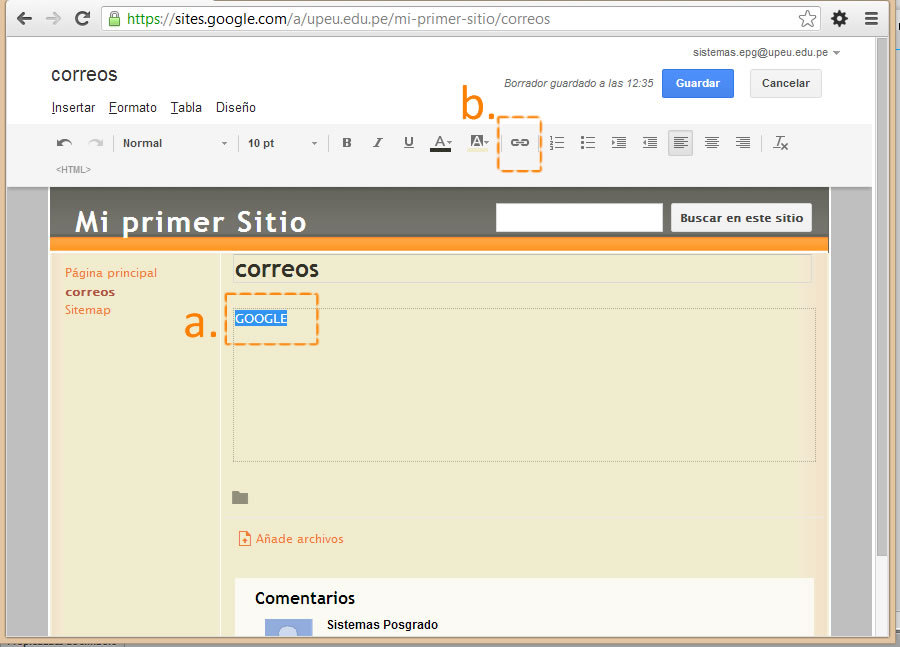 https://sites.google.com/a/upeu.edu.pe/mi-primer-sitio/correos
sistemas.epg@upeu.edu.pe
correos
Borrador guardado a las 12:35 Guardar Cancelar
Insertar Formato Tabla Diseño
b.
Normal 10 pt B I U A A Tx
<HTML>
Mi primer Sitio Buscar en este sitio
Página principal
correos
Sitemap
correos
a.
GOOGLE
Añade archivos
Comentarios
Sistemas Posgrado